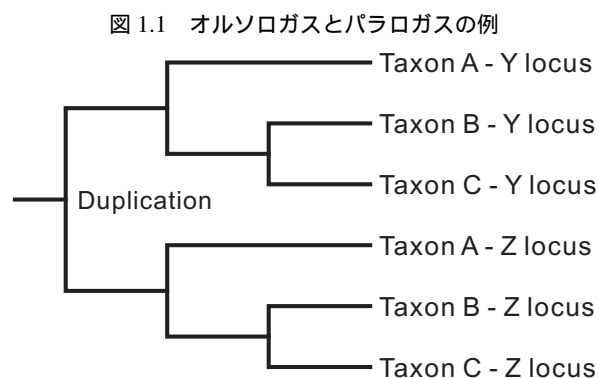 図 1.1 オルソロガスとパラロガスの例
Taxon A - Y locus
Taxon B - Y locus
Taxon C - Y locus
Duplication
Taxon A - Z locus
Taxon B - Z locus
Taxon C - Z locus